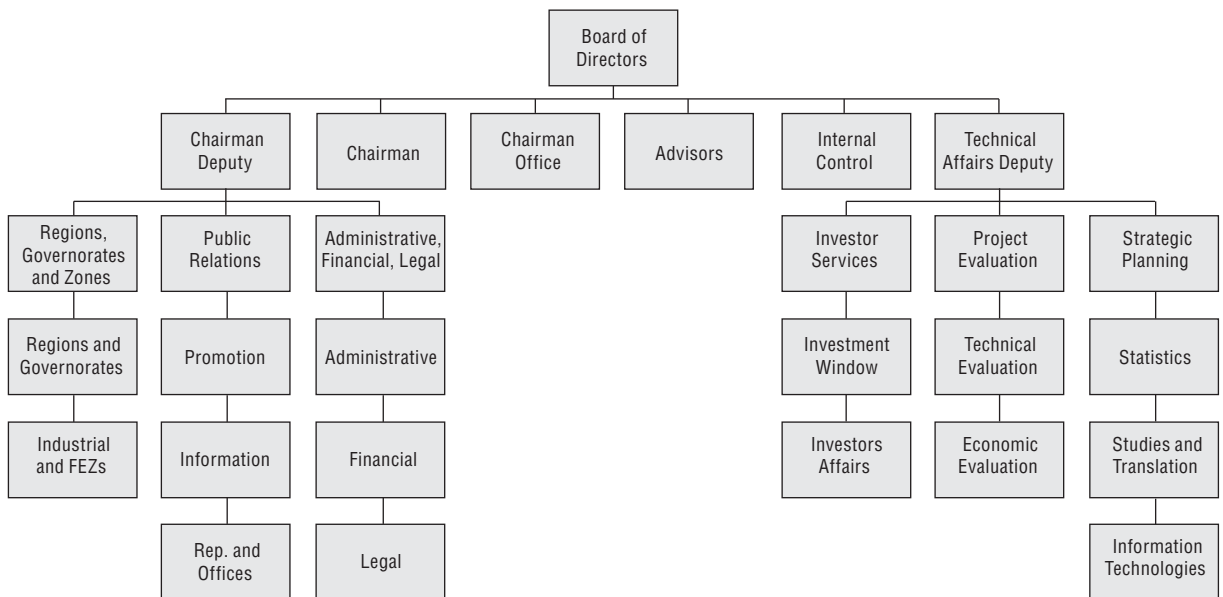 Board of
Directors
Chairman
Deputy
Chairman
Chairman
Office
Advisors
Internal
Control
Technical
Affairs Deputy
Regions,
Governorates
and Zones
Public
Relations
Administrative,
Financial, Legal
Investor
Services
Project
Evaluation
Strategic
Planning
Regions and
Governorates
Promotion
Administrative
Investment
Window
Technical
Evaluation
Statistics
Industrial
and FEZs
Information
Financial
Investors
Affairs
Economic
Evaluation
Studies and
Translation
Rep. and
Offices
Legal
Information
Technologies